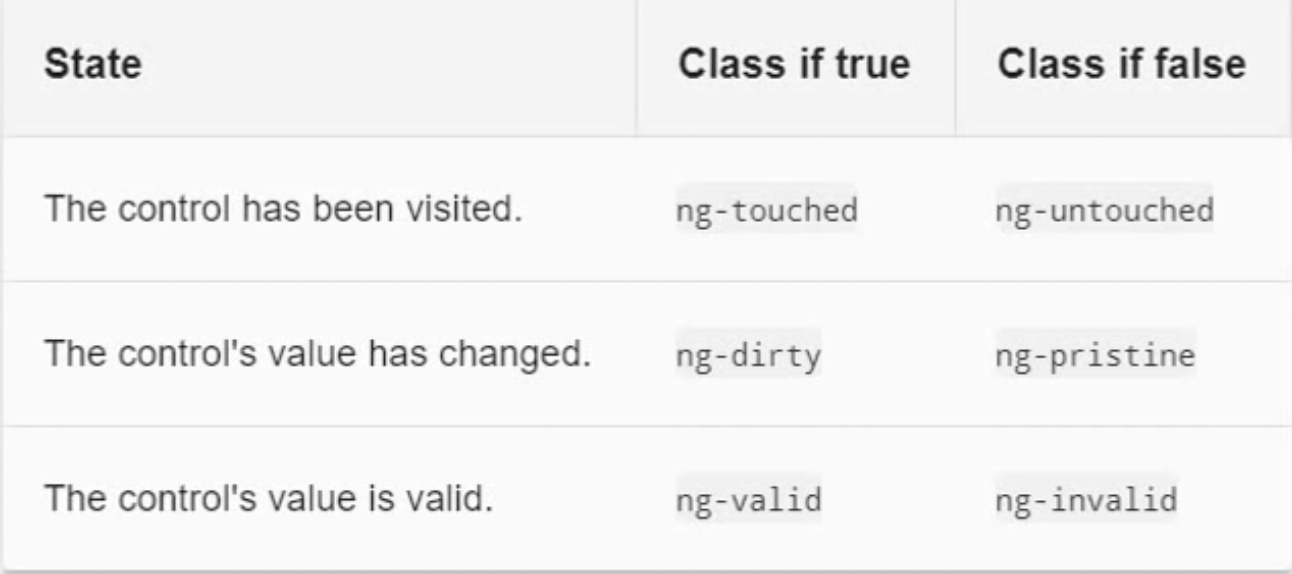 State Class if true Class if false
The control has been visited. ng-touched ng-untouched
The control's value has changed. ng-dirty ng-pristine
The control's value is valid. ng-valid ng-invalid